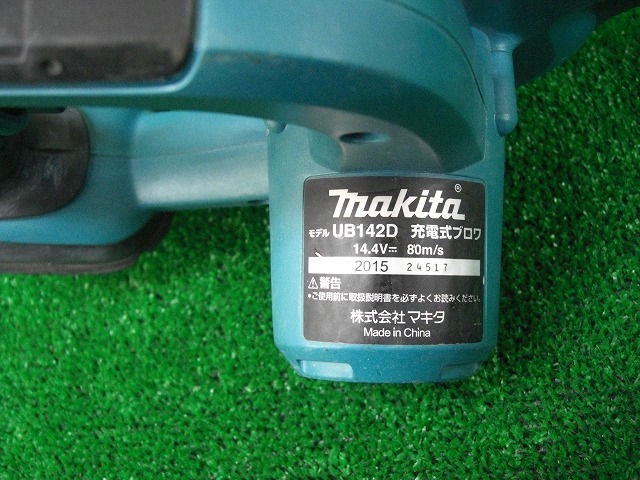 makita®
モデル UB142D 充電式ブロワ
14.4V⎓ 80m/s
2015 24517
⚠警告
•ご使用前に取扱説明書を必ずよくお読みください。
株式会社 マキタ
Made in China